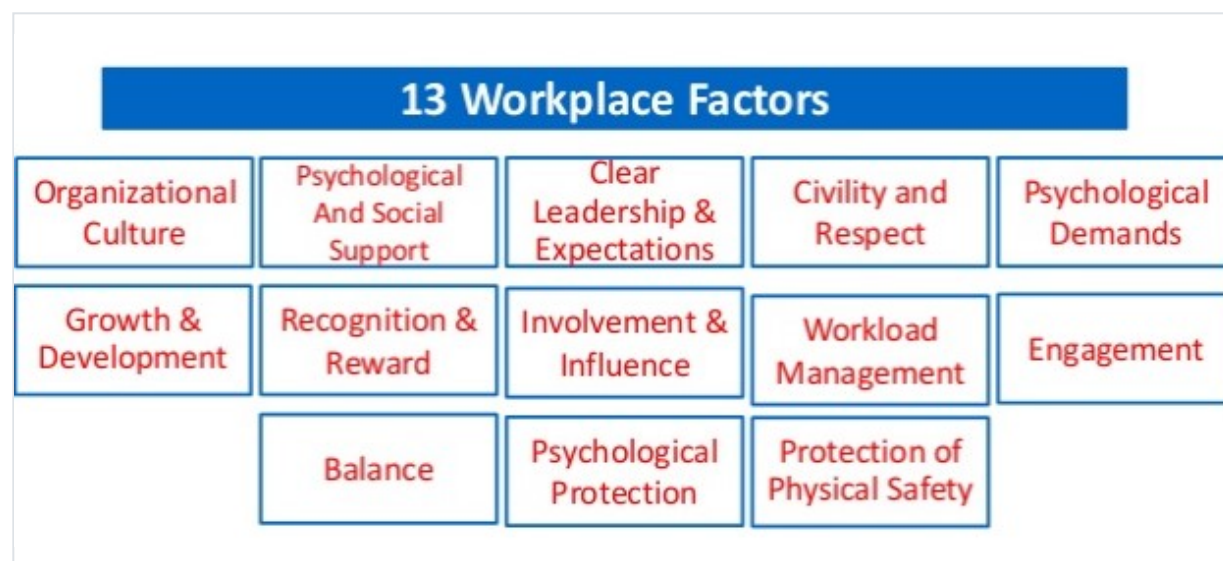 13 Workplace Factors
Organizational
Culture
Psychological
And Social
Support
Clear
Leadership &
Expectations
Civility and
Respect
Psychological
Demands
Growth &
Development
Recognition &
Reward
Involvement &
Influence
Workload
Management
Engagement
Balance
Psychological
Protection
Protection of
Physical Safety